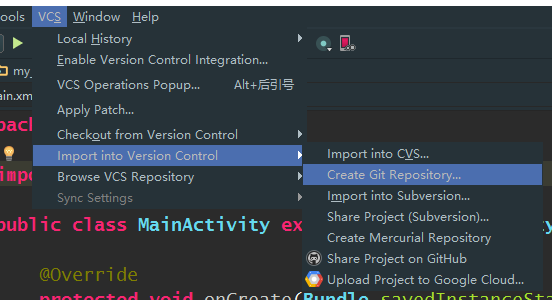 ools VCS Window Help
Local History
Enable Version Control Integration...
my_
VCS Operations Popup... Alt+后引号
ain.xm
Apply Patch...
pac
Checkout from Version Control
Import into Version Control
Import into CVS...
impo
Browse VCS Repository
Create Git Repository...
Sync Settings
Import into Subversion...
public class MainActivity ex
ty
Share Project (Subversion)...
Create Mercurial Repository
Share Project on GitHub
@Override
Upload Project to Google Cloud...
protected void onCreate(Bundle savedInstanceSta